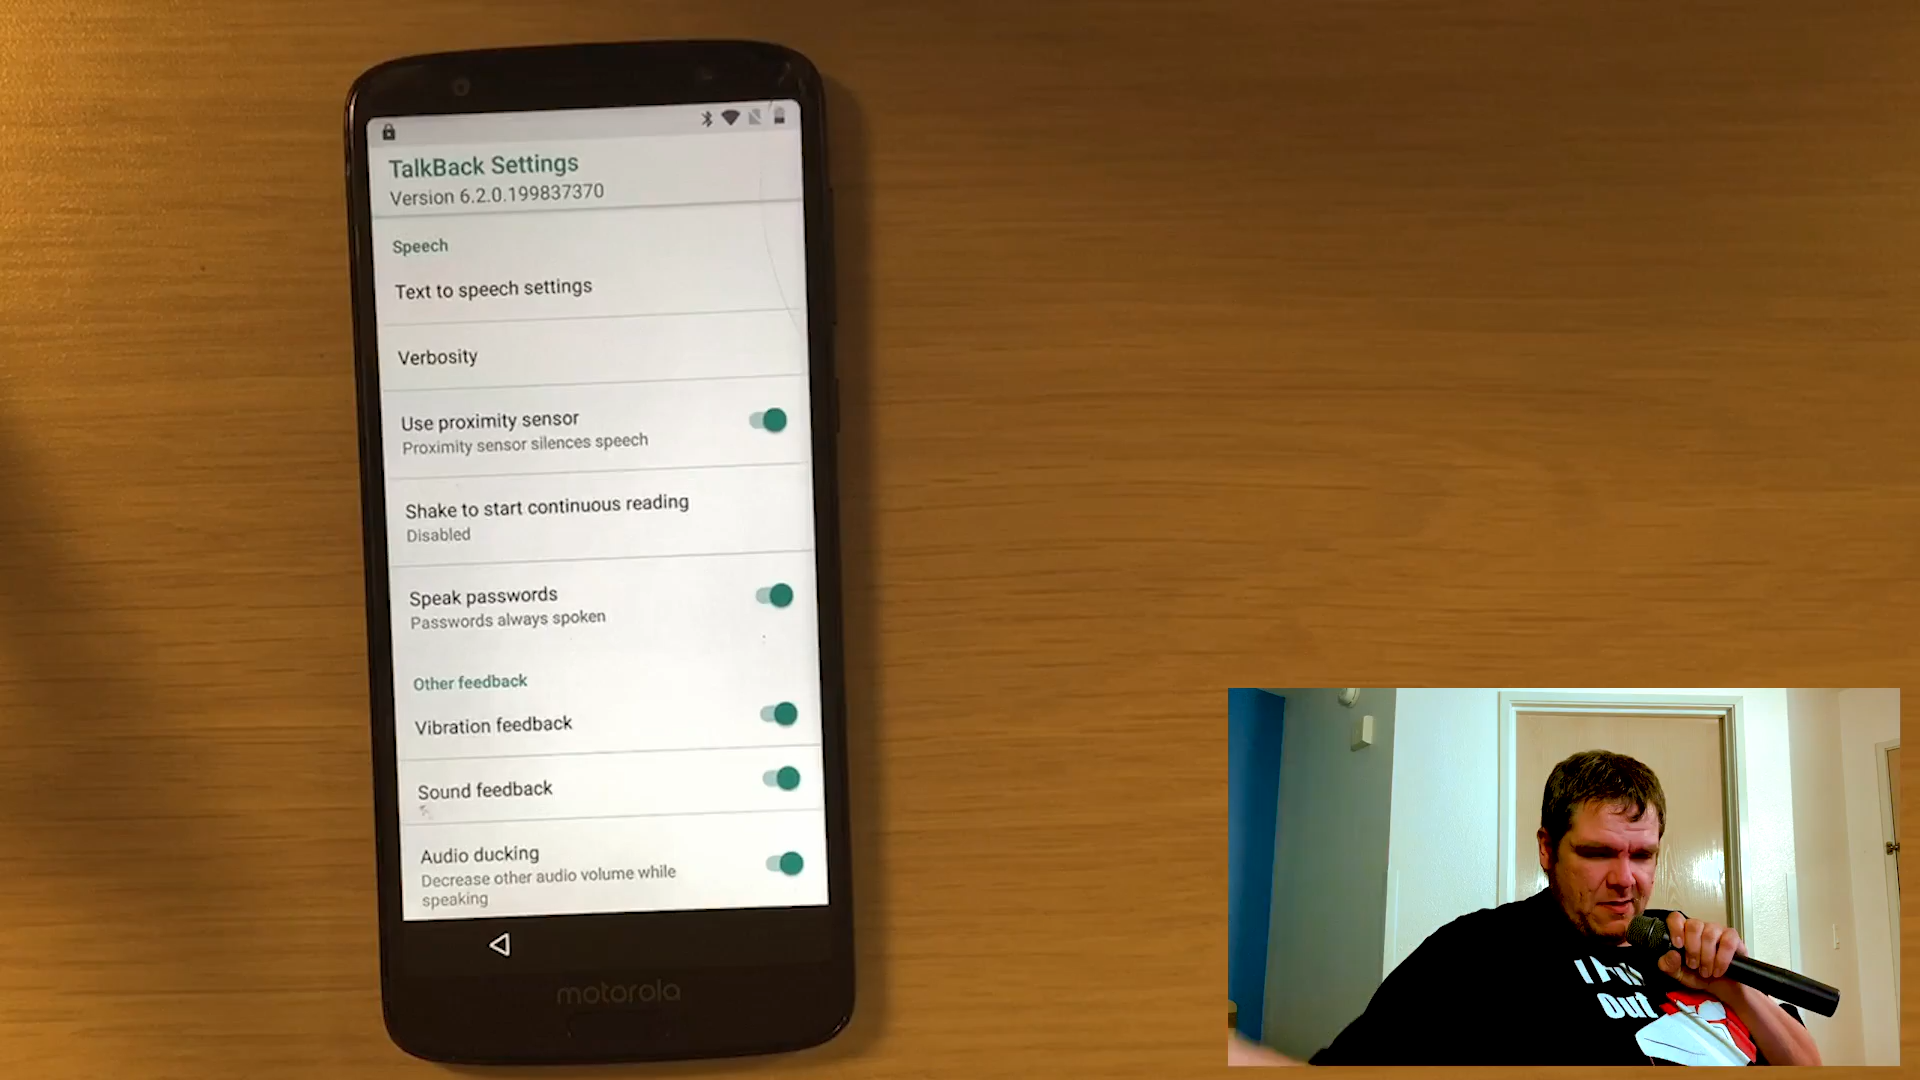 TalkBack Settings
Version 6.2.0.199837370
Speech
Text to speech settings
Verbosity
Use proximity sensor
Proximity sensor silences speech
Shake to start continuous reading
Disabled
Speak passwords
Passwords always spoken
Other feedback
Vibration feedback
Sound feedback
Audio ducking
Decrease other audio volume while
speaking
motorola
I
Out